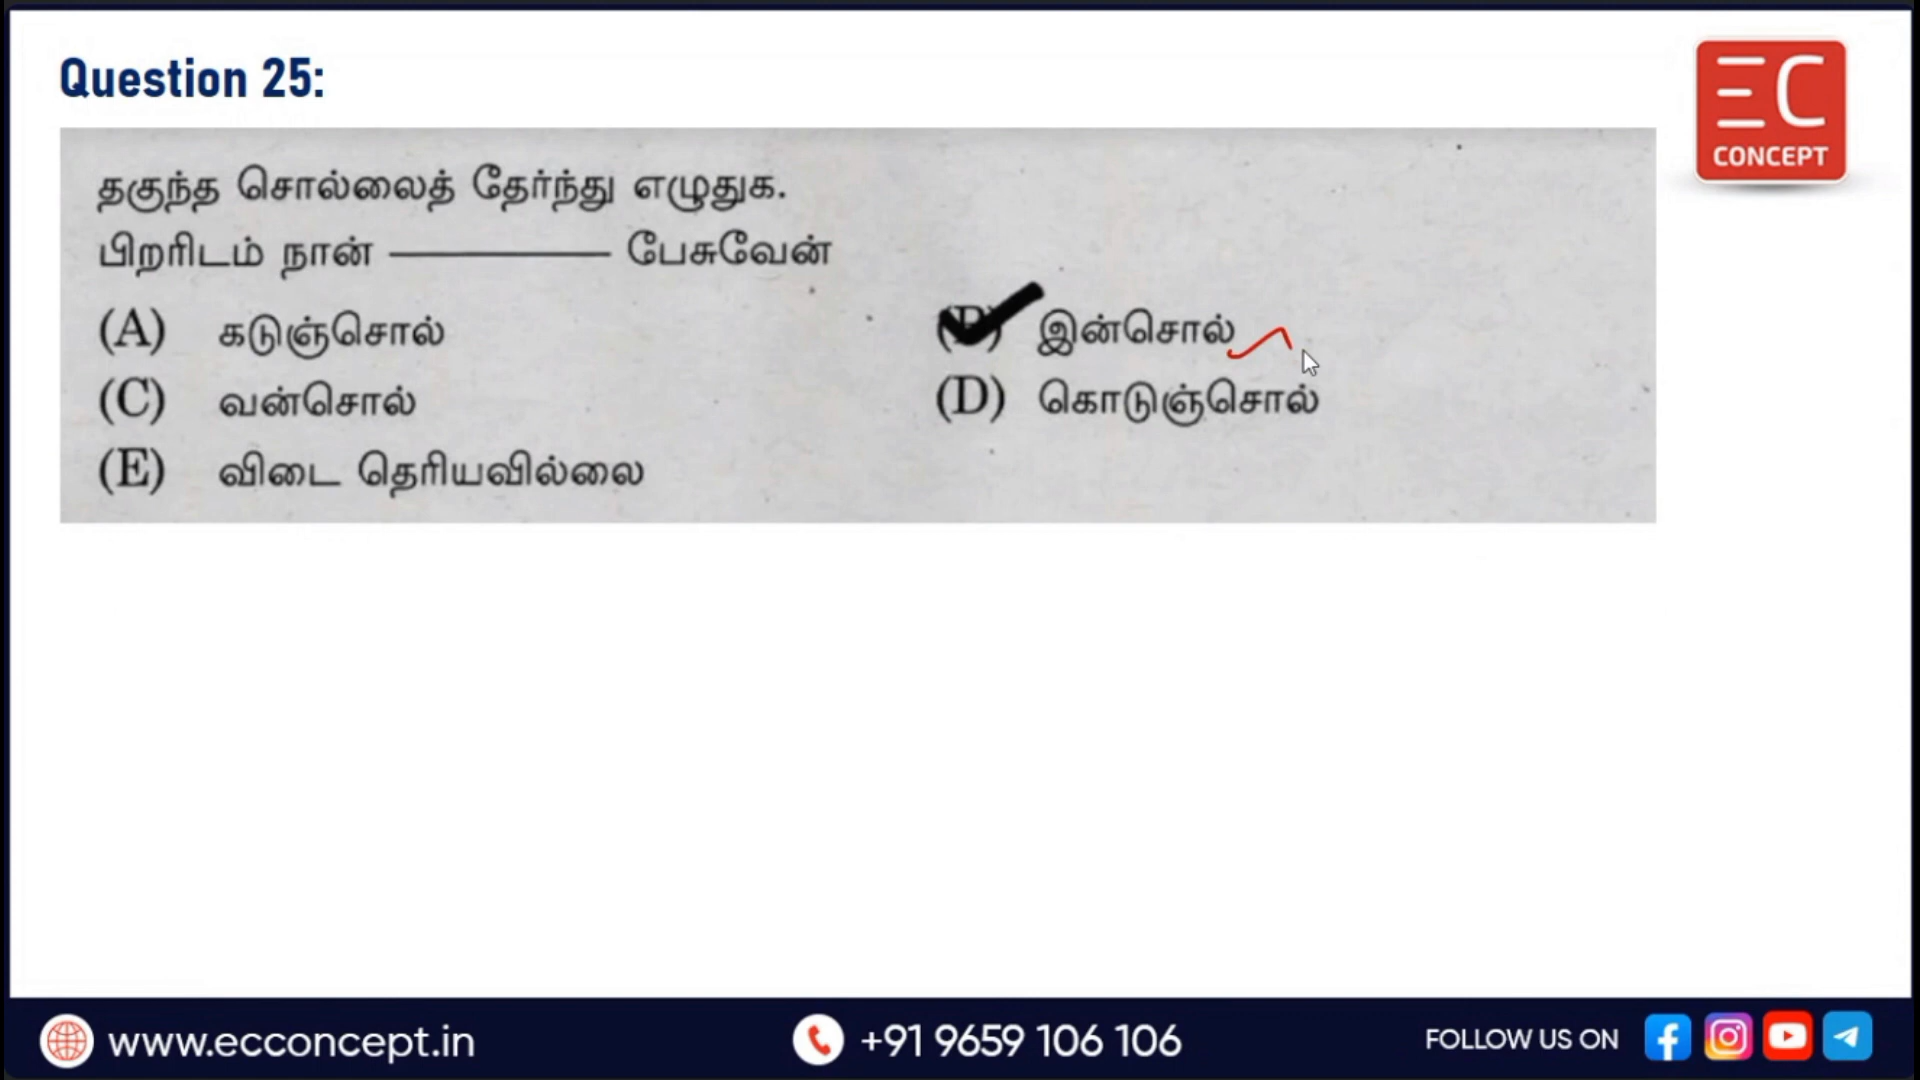 Question 25:
EC
CONCEPT
தகுந்த சொல்லைத் தேர்ந்து எழுதுக.
பிறரிடம் நான் ———— பேசுவேன்
(A) கடுஞ்சொல்
(B) இன்சொல்
(C) வன்சொல்
(D) கொடுஞ்சொல்
(E) விடை தெரியவில்லை
www.ecconcept.in
+91 9659 106 106
FOLLOW US ON